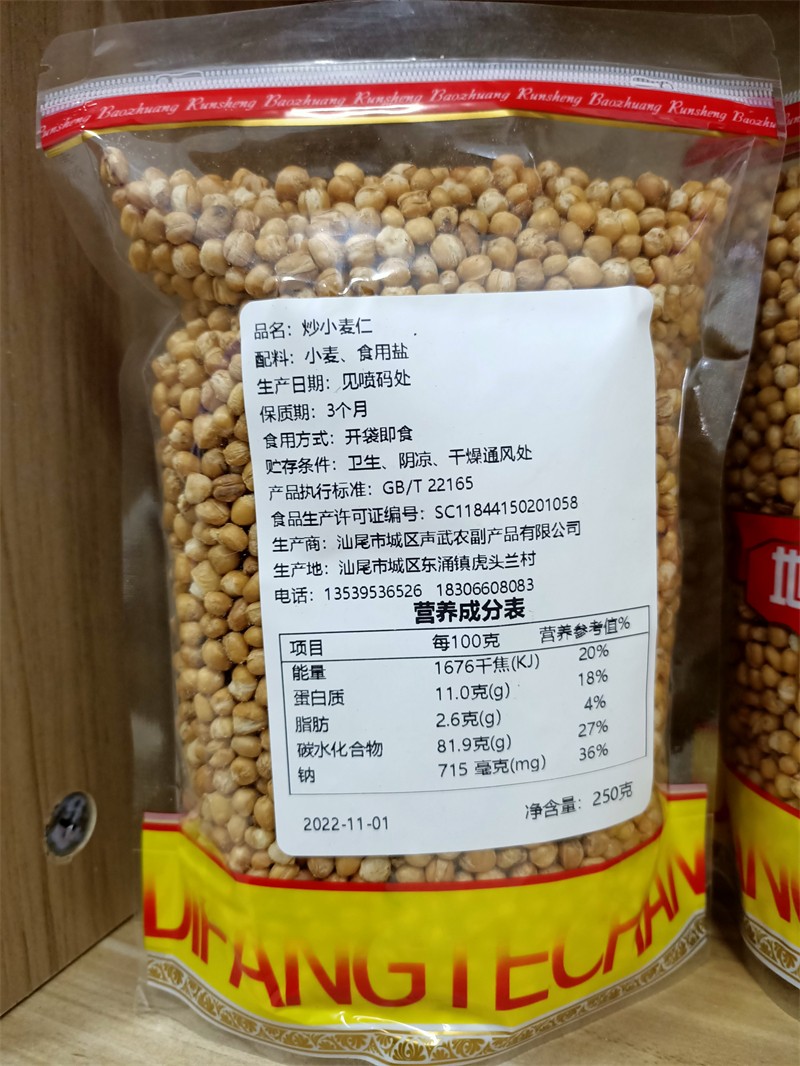 Runsheng Baozhuang Runsheng Baozhuang Runsheng Baozhuang Runsheng Baozhuang Runsheng Baozhu
品名：炒小麦仁
配料：小麦、食用盐
生产日期：见喷码处
保质期：3个月
食用方式：开袋即食
贮存条件：卫生、阴凉、干燥通风处
产品执行标准：GB/T 22165
食品生产许可证编号：SC11844150201058
生产商：汕尾市城区声武农副产品有限公司
生产地：汕尾市城区东涌镇虎头兰村
电话：13539536526 18306608083
营养成分表
项目 每100克 营养参考值%
能量 1676千焦(KJ) 20%
蛋白质 11.0克(g) 18%
脂肪 2.6克(g) 4%
碳水化合物 81.9克(g) 27%
钠 715 毫克(mg) 36%
2022-11-01 净含量：250克
DIFANGTECHAN
地